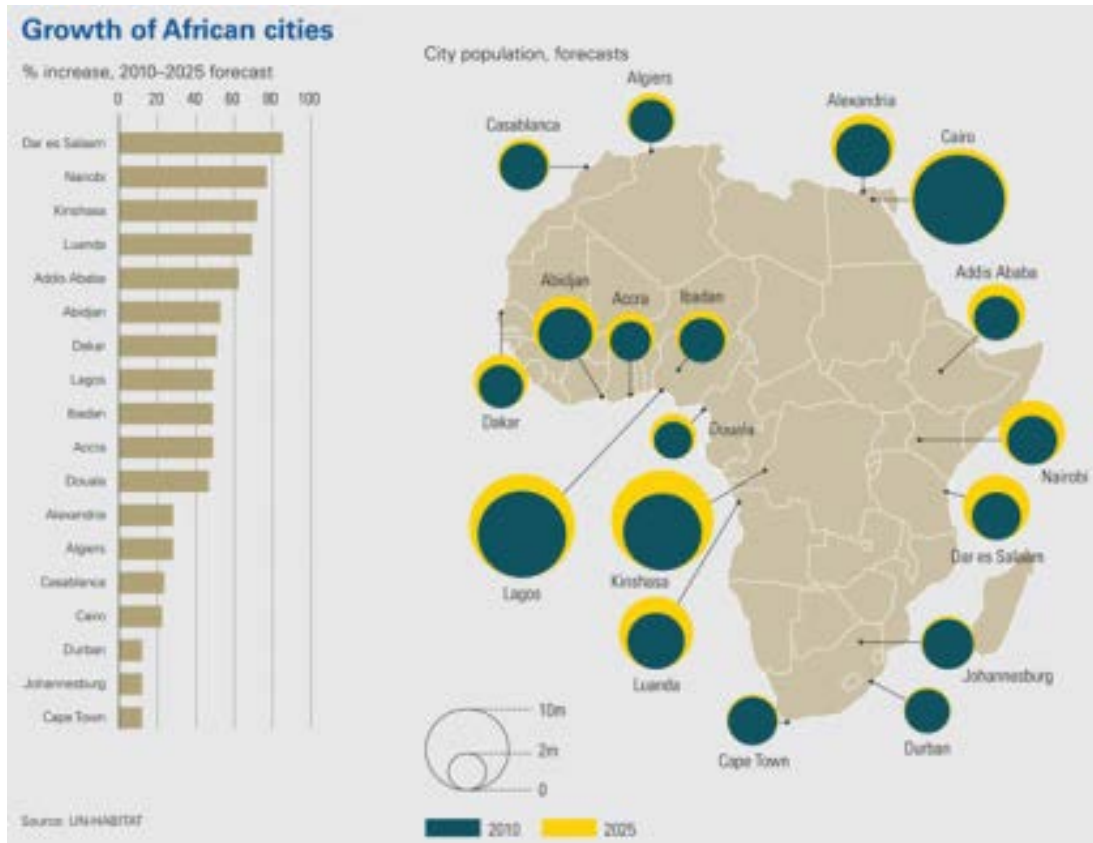 Growth of African cities
% increase, 2010–2025 forecast
0 20 40 60 80 100
Dar es Salaam
Nairobi
Kinshasa
Luanda
Addis Ababa
Abidjan
Dakar
Lagos
Ibadan
Accra
Douala
Alexandria
Algiers
Casablanca
Cairo
Durban
Johannesburg
Cape Town
Source: UN-HABITAT
City population, forecasts
Algiers
Casablanca
Alexandria
Cairo
Addis Ababa
Abidjan
Accra
Ibadan
Dakar
Douala
Nairobi
Dar es Salaam
Lagos
Kinshasa
Luanda
Johannesburg
Durban
Cape Town
10m
2m
0
2010 2025